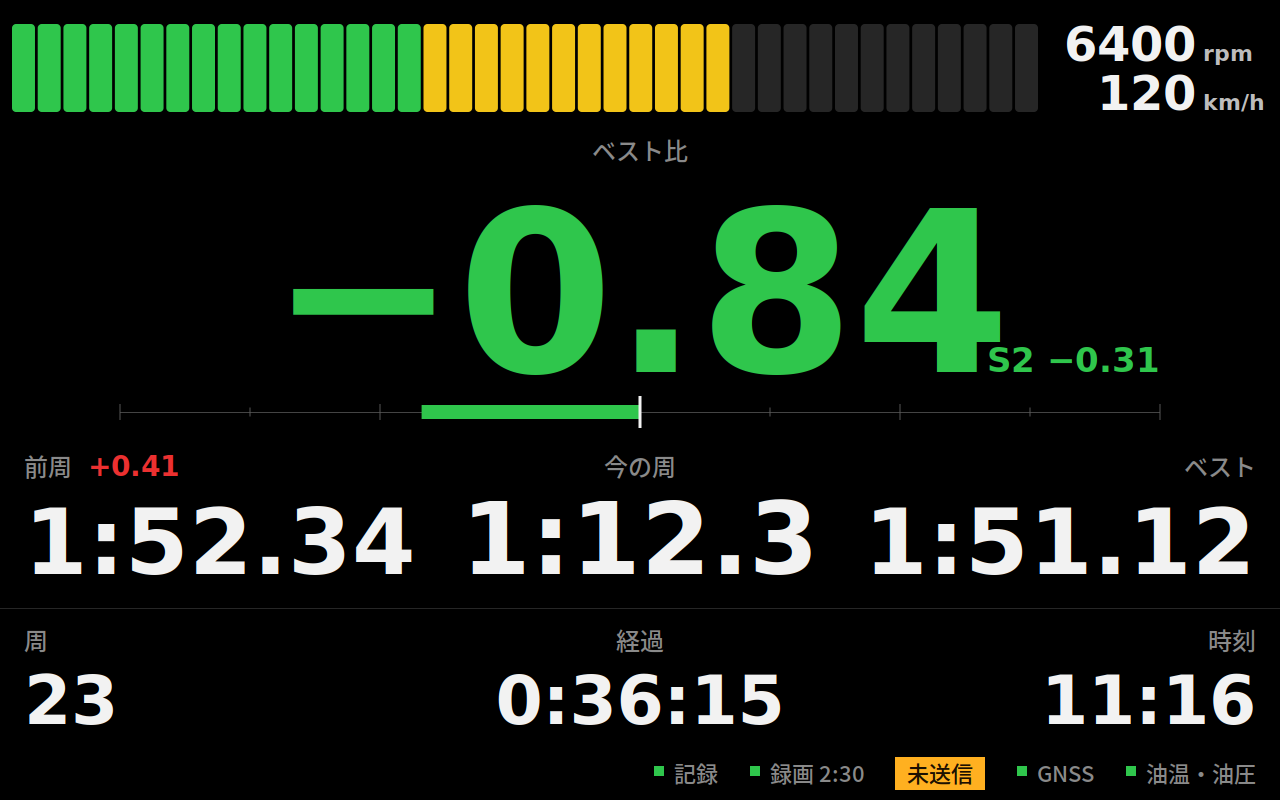 6400 rpm
120 km/h
ベスト比
−0.84
S2 −0.31
前周 +0.41 今の周 ベスト
1:52.34 1:12.3 1:51.12
周 経過 時刻
23 0:36:15 11:16
記録 録画 2:30 未送信 GNSS 油温・油圧